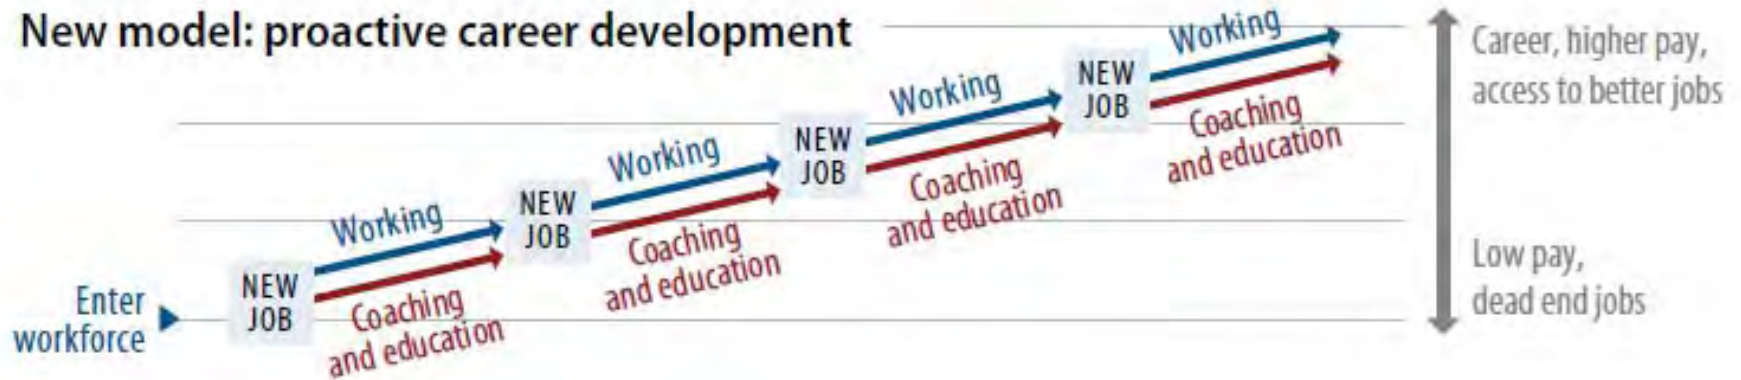 New model: proactive career development
Enter
workforce
NEW
JOB
Working
Coaching
and education
NEW
JOB
Working
Coaching
and education
NEW
JOB
Working
Coaching
and education
NEW
JOB
Working
Coaching
and education
Career, higher pay,
access to better jobs
Low pay,
dead end jobs